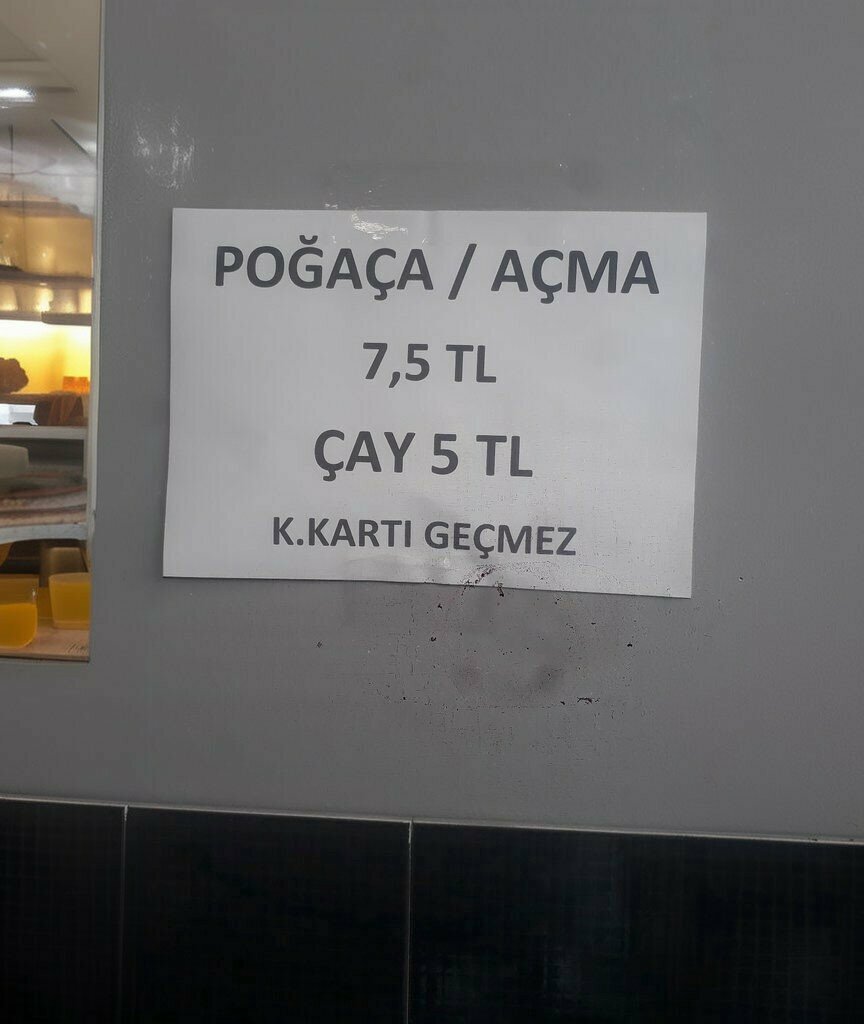 POĞAÇA / AÇMA
7,5 TL
ÇAY 5 TL
K.KARTI GEÇMEZ